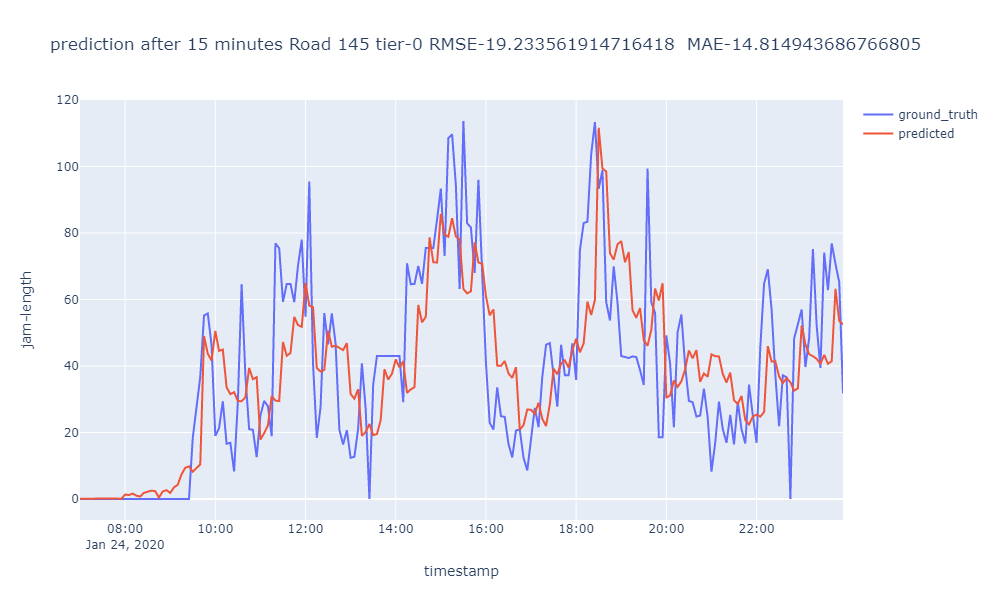 prediction after 15 minutes Road 145 tier-0 RMSE-19.233561914716418  MAE-14.814943686766805
120
100
80
60
40
20
0
jam-length
08:00
10:00
12:00
14:00
16:00
18:00
20:00
22:00
Jan 24, 2020
timestamp
ground_truth
predicted